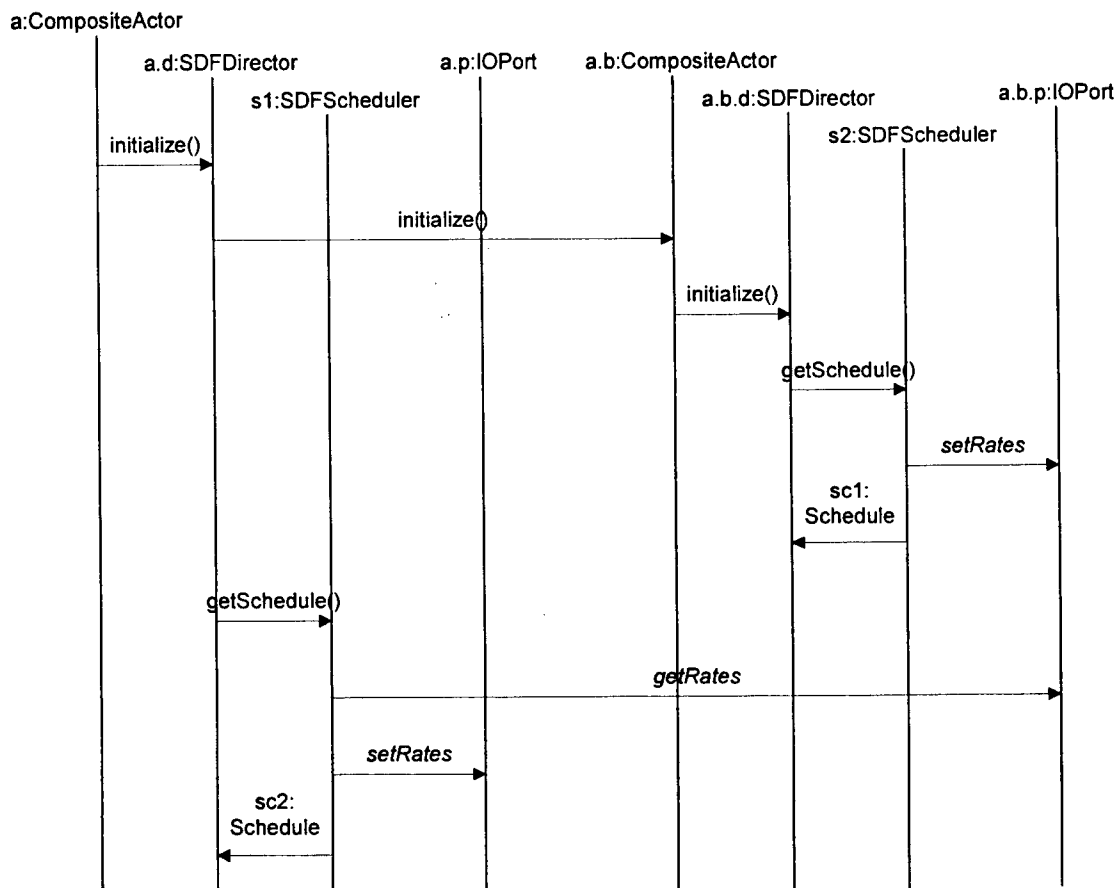 a:CompositeActor
a.d:SDFDirector
a.p:IOPort
a.b:CompositeActor
s1:SDFScheduler
a.b.d:SDFDirector
a.b.p:IOPort
s2:SDFScheduler
initialize()
initialize()
initialize()
getSchedule()
setRates
sc1:
Schedule
getSchedule()
getRates
setRates
sc2:
Schedule